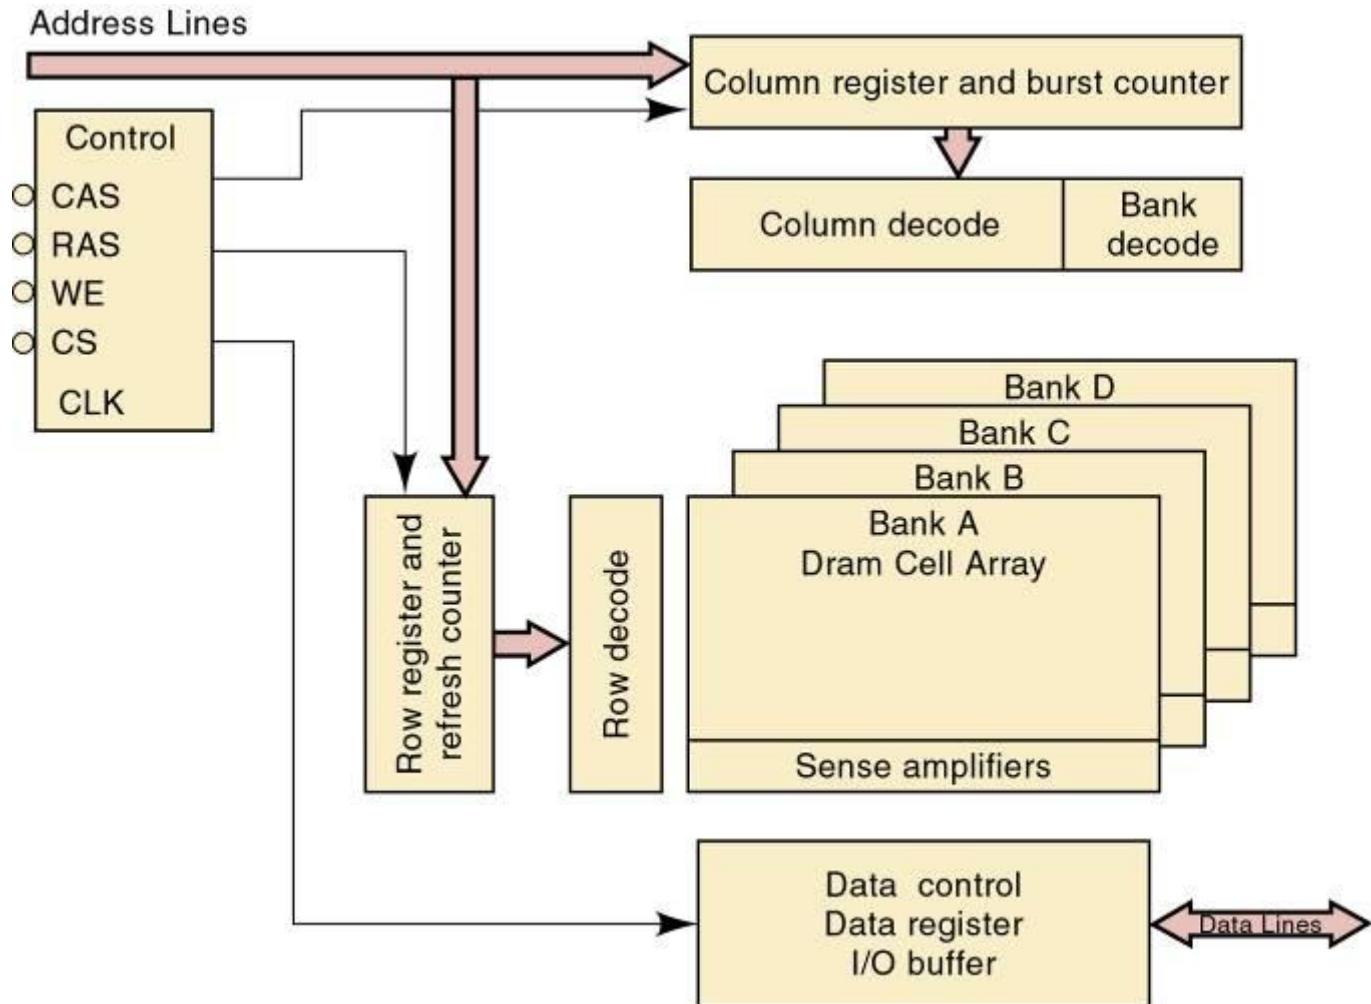 Address Lines
Column register and burst counter
Control
CAS
RAS
WE
CS
CLK
Column decode
Bank
decode
Bank D
Bank C
Bank B
Bank A
Dram Cell Array
Sense amplifiers
Row register and
refresh counter
Row decode
Data control
Data register
I/O buffer
Data Lines